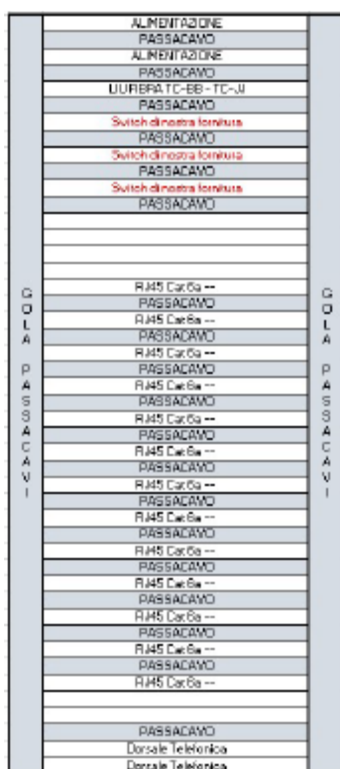 ALIMENTAZIONE
PASSACAVO
ALIMENTAZIONE
PASSACAVO
PASSACAVO
Switch di nostra fornitura
PASSACAVO
Switch di nostra fornitura
PASSACAVO
Switch di nostra fornitura
PASSACAVO
RJ45 Cat 6a --
PASSACAVO
RJ45 Cat 6a --
PASSACAVO
RJ45 Cat 6a --
PASSACAVO
RJ45 Cat 6a --
PASSACAVO
RJ45 Cat 6a --
PASSACAVO
RJ45 Cat 6a --
PASSACAVO
RJ45 Cat 6a --
PASSACAVO
RJ45 Cat 6a --
PASSACAVO
RJ45 Cat 6a --
PASSACAVO
RJ45 Cat 6a --
PASSACAVO
RJ45 Cat 6a --
PASSACAVO
RJ45 Cat 6a --
PASSACAVO
RJ45 Cat 6a --
PASSACAVO
Dorsale Telefonica
Dorsale Telefonica
GOLA PASSACAVI
GOLA PASSACAVI